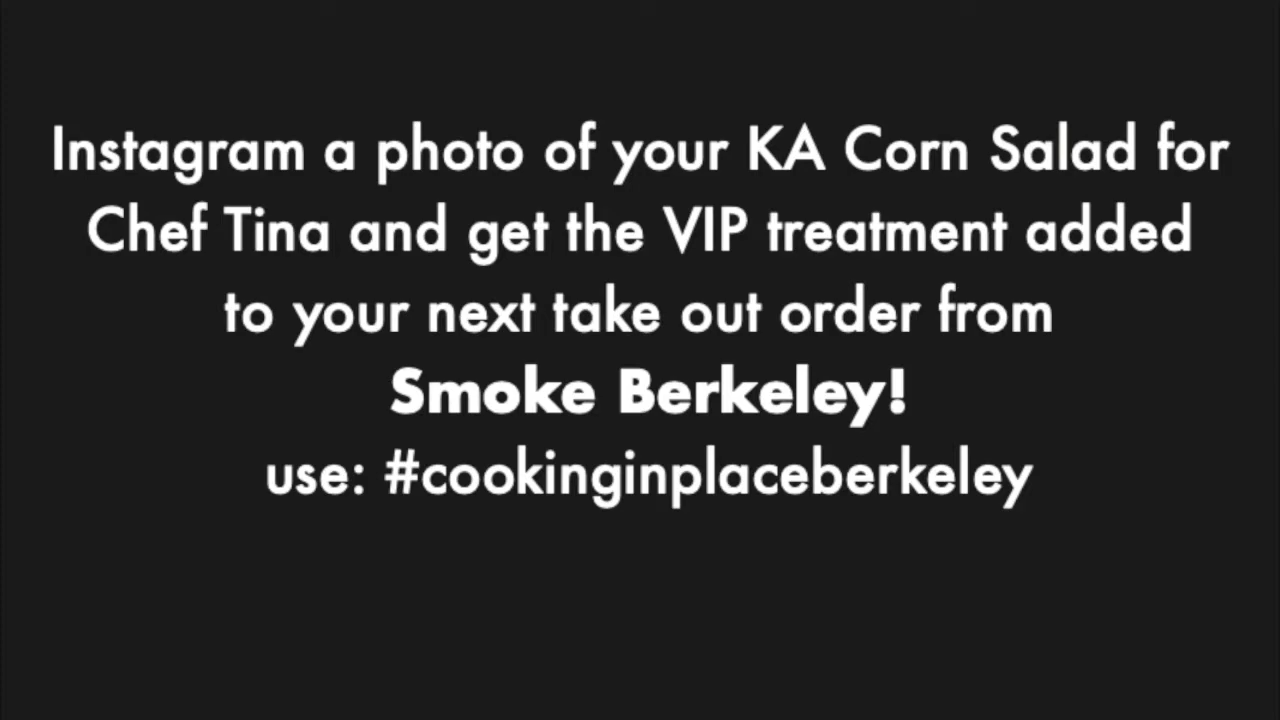 Instagram a photo of your KA Corn Salad for
Chef Tina and get the VIP treatment added
to your next take out order from
Smoke Berkeley!
use: #cookinginplaceberkeley